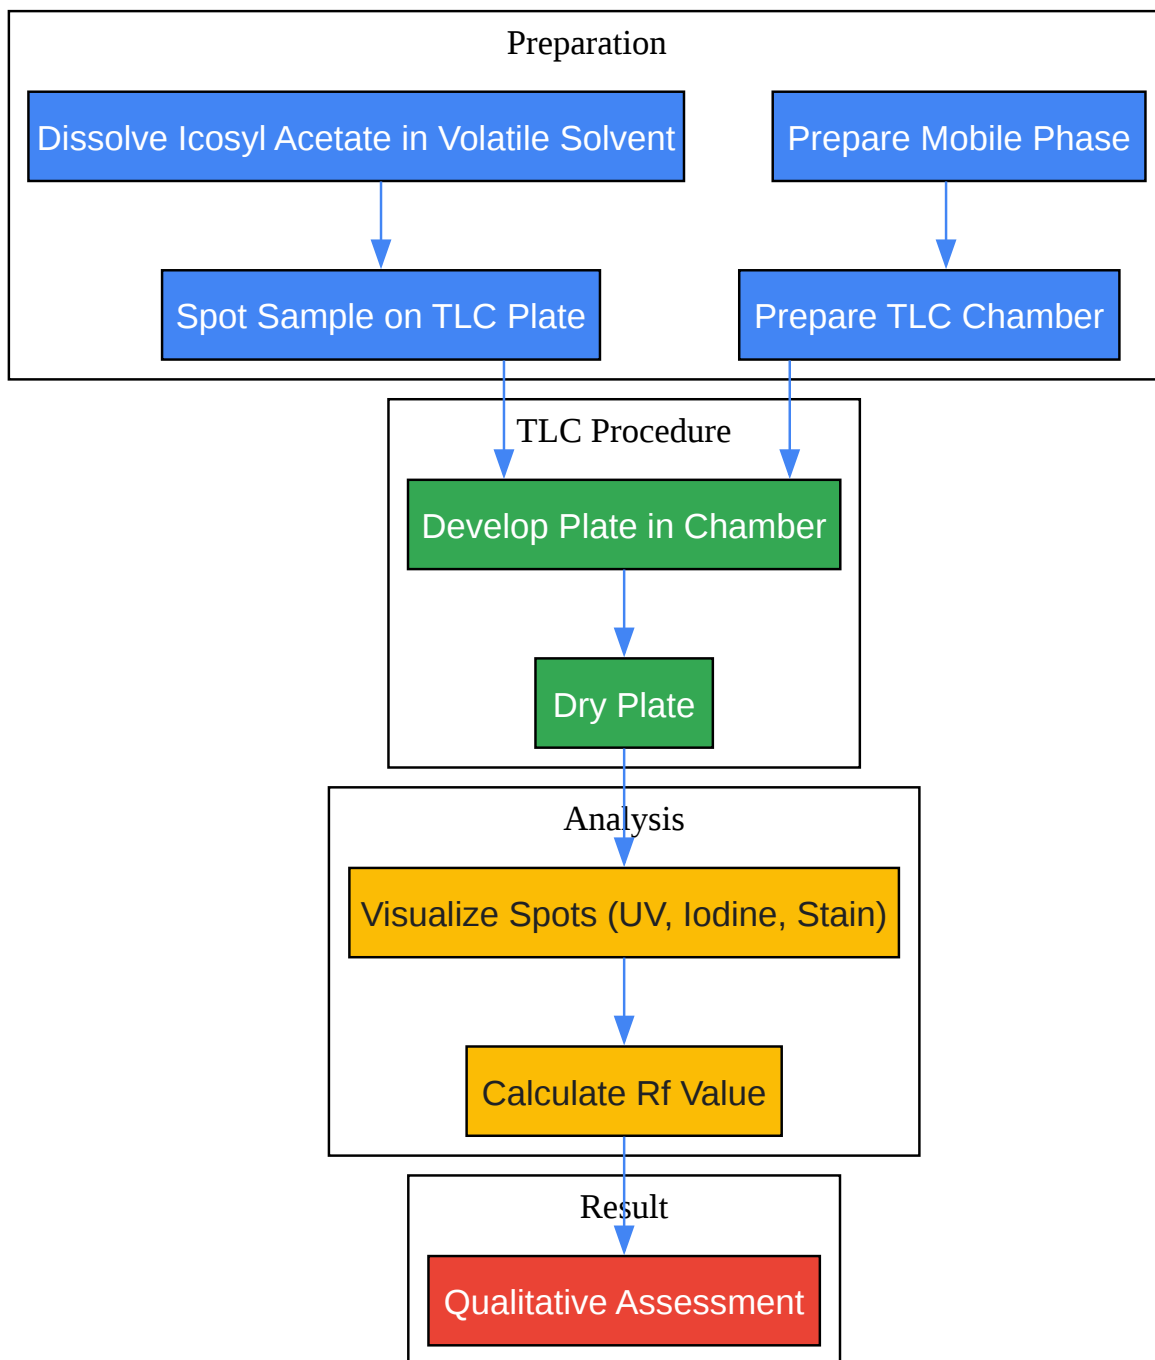 Preparation
Dissolve Icosyl Acetate in Volatile Solvent
Prepare Mobile Phase
Spot Sample on TLC Plate
Prepare TLC Chamber
TLC Procedure
Develop Plate in Chamber
Dry Plate
Analysis
Visualize Spots (UV, Iodine, Stain)
Calculate Rf Value
Result
Qualitative Assessment